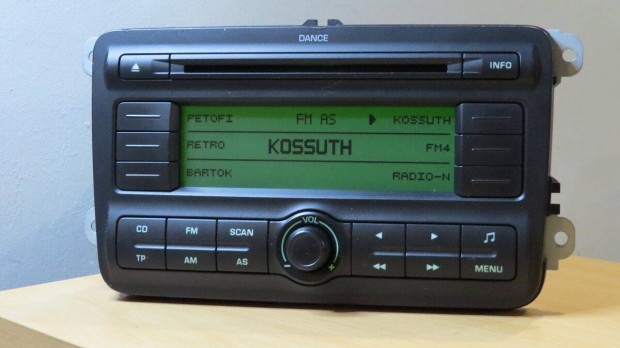 DANCE
INFO
PETOFI FM AS KOSSUTH
RETRO KOSSUTH FM4
BARTOK RADIO-N
VOL
CD FM SCAN
TP AM AS
- +
MENU